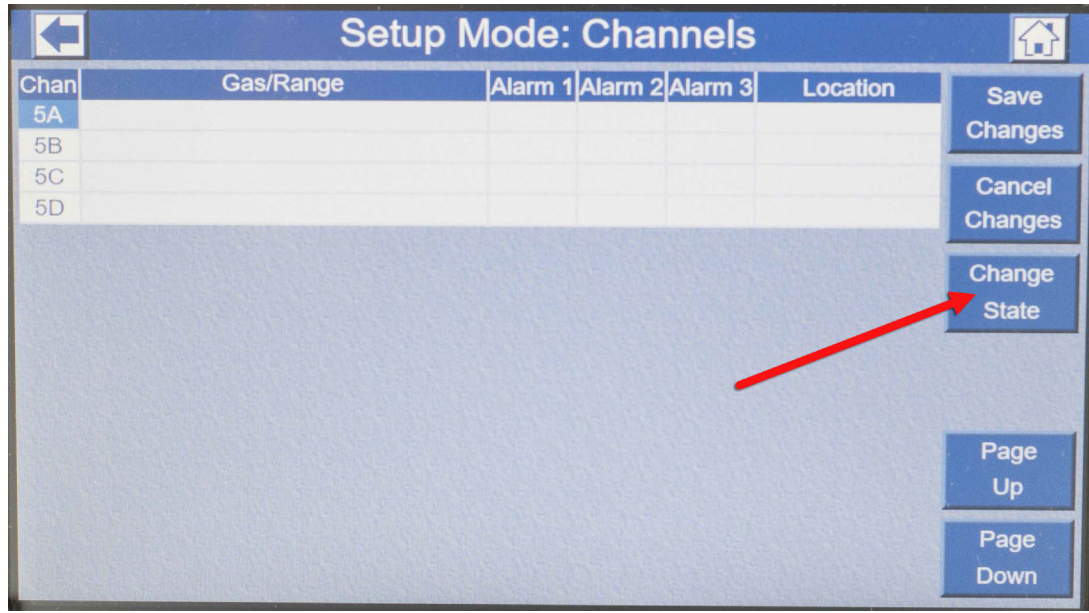 Setup Mode: Channels
Chan Gas/Range Alarm 1 Alarm 2 Alarm 3 Location
5A
5B
5C
5D
Save
Changes
Cancel
Changes
Change
State
Page
Up
Page
Down